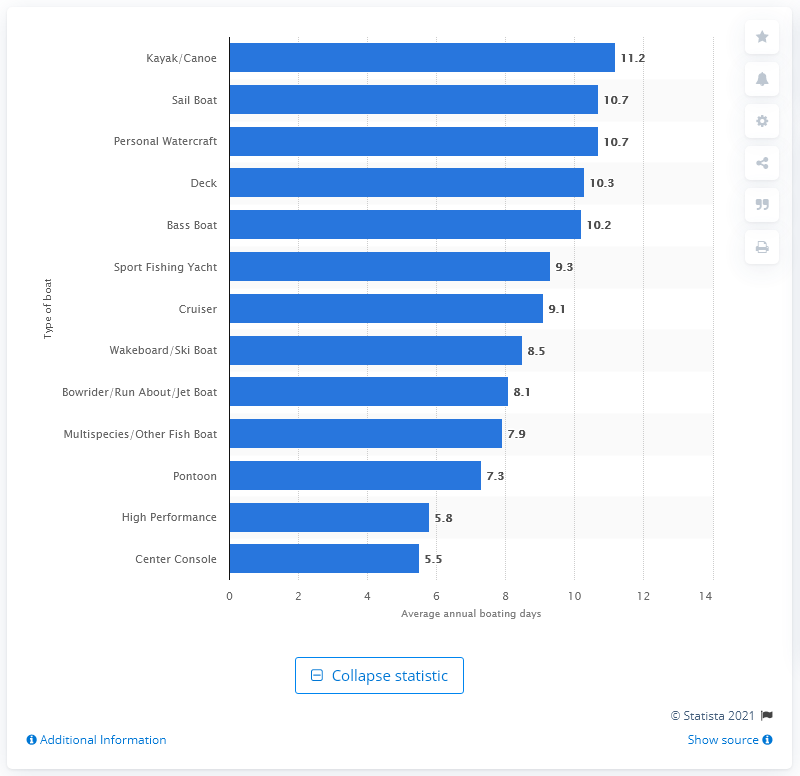 Kayak/Canoe 11.2
Sail Boat 10.7
Personal Watercraft 10.7
Deck 10.3
Bass Boat 10.2
Sport Fishing Yacht 9.3
Cruiser 9.1
Wakeboard/Ski Boat 8.5
Bowrider/Run About/Jet Boat 8.1
Multispecies/Other Fish Boat 7.9
Pontoon 7.3
High Performance 5.8
Center Console 5.5
Type of boat
0 2 4 6 8 10 12 14
Average annual boating days
Collapse statistic
© Statista 2021
Additional Information
Show source